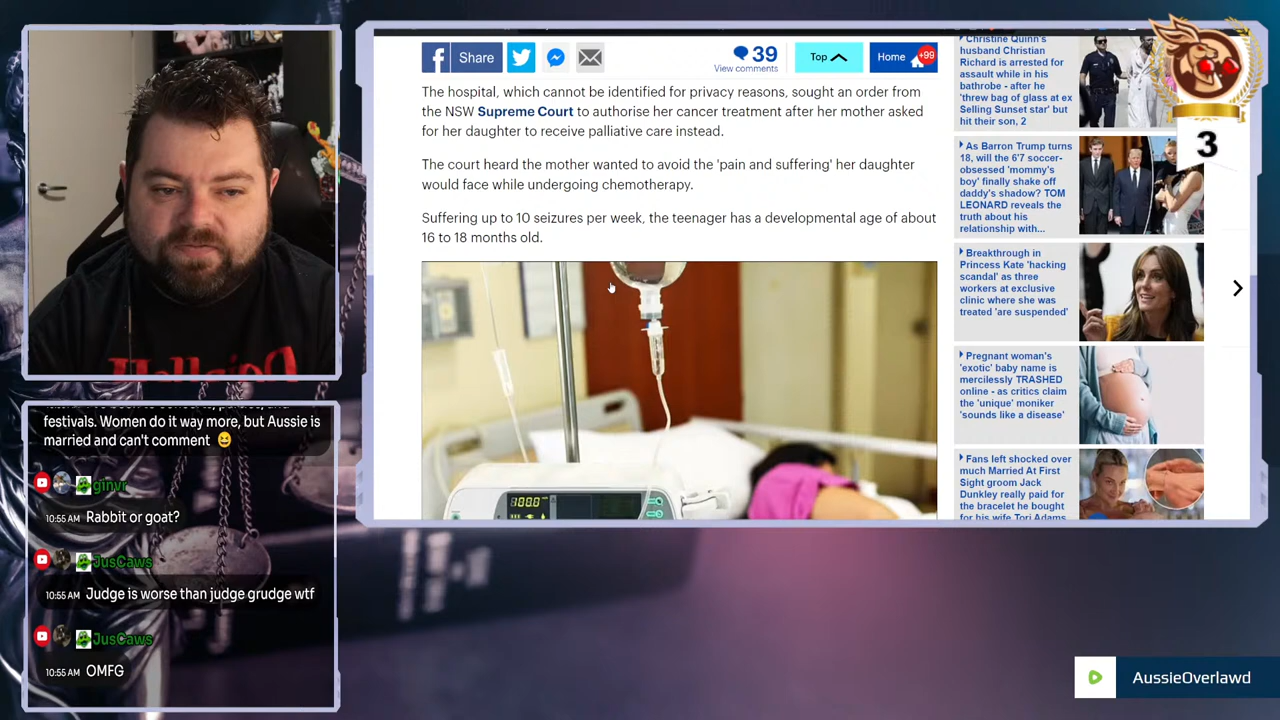 Share
39
View comments
Top
Home
+99
The hospital, which cannot be identified for privacy reasons, sought an order from
the NSW Supreme Court to authorise her cancer treatment after her mother asked
for her daughter to receive palliative care instead.
The court heard the mother wanted to avoid the 'pain and suffering' her daughter
would face while undergoing chemotherapy.
Suffering up to 10 seizures per week, the teenager has a developmental age of about
16 to 18 months old.
100.0
Christine Quinn's
husband Christian
Richard is arrested for
assault while in his
bathrobe - after he
'threw bag of glass at ex
Selling Sunset star' but
hit their son, 2
As Barron Trump turns
18, will the 6'7 soccer-
obsessed 'mommy's
boy' finally shake off
daddy's shadow? TOM
LEONARD reveals the
truth about his
relationship with...
Breakthrough in
Princess Kate 'hacking
scandal' as three
workers at exclusive
clinic where she was
treated 'are suspended'
Pregnant woman's
'exotic' baby name is
mercilessly TRASHED
online - as critics claim
the 'unique' moniker
'sounds like a disease'
Fans left shocked over
much Married At First
Sight groom Jack
Dunkley really paid for
the bracelet he bought
for his wife Tori Adams
3
festivals. Women do it way more, but Aussie is
married and can't comment
ginvr
10:55 AM Rabbit or goat?
JusCaws
10:55 AM Judge is worse than judge grudge wtf
JusCaws
10:55 AM OMFG
AussieOverlawd